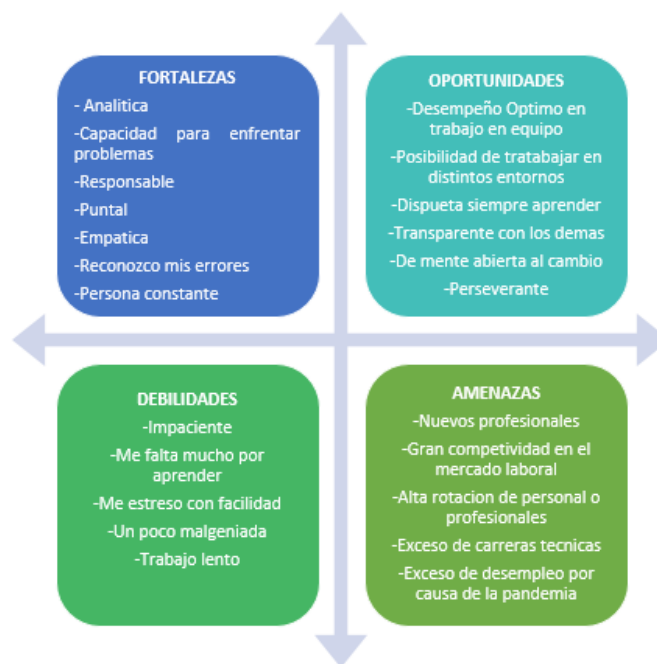 FORTALEZAS
- Analitica
-Capacidad para enfrentar
problemas
-Responsable
-Puntal
-Empatica
-Reconozco mis errores
-Persona constante
OPORTUNIDADES
-Desempeño Optimo en
trabajo en equipo
-Posibilidad de tratabajar en
distintos entornos
-Dispueta siempre aprender
-Transparente con los demas
-De mente abierta al cambio
-Perseverante
DEBILIDADES
-Impaciente
-Me falta mucho por
aprender
-Me estreso con facilidad
-Un poco malgeniada
-Trabajo lento
AMENAZAS
-Nuevos profesionales
-Gran competividad en el
mercado laboral
-Alta rotacion de personal o
profesionales
-Exceso de carreras tecnicas
-Exceso de desempleo por
causa de la pandemia